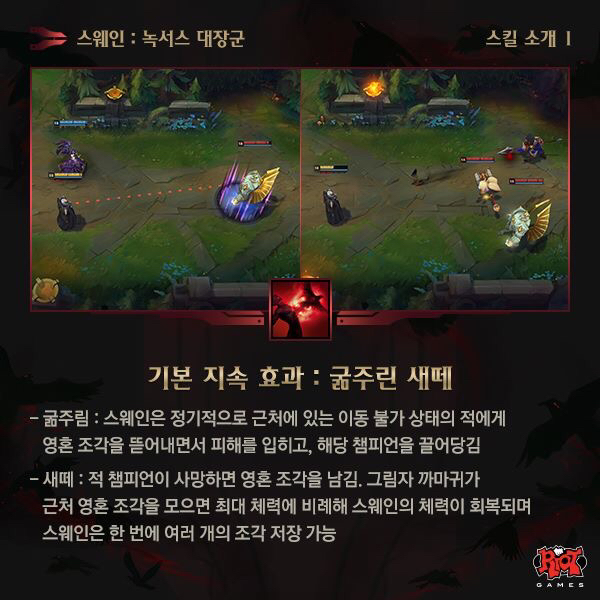 스웨인 : 녹서스 대장군
스킬 소개 I
기본 지속 효과 : 굶주린 새떼
- 굶주림 : 스웨인은 정기적으로 근처에 있는 이동 불가 상태의 적에게
영혼 조각을 뜯어내면서 피해를 입히고, 해당 챔피언을 끌어당김
- 새떼 : 적 챔피언이 사망하면 영혼 조각을 남김. 그림자 까마귀가
근처 영혼 조각을 모으면 최대 체력에 비례해 스웨인의 체력이 회복되며
스웨인은 한 번에 여러 개의 조각 저장 가능
RIOT
GAMES